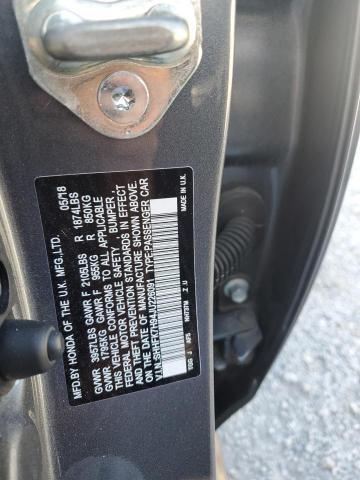 MFD.BY HONDA OF THE U.K. MFG.,LTD. 05/18
GVWR 3957LBS GAWR F 2105LBS R 1874LBS
GVWR. 1795KG GAWR F 955KG R 850KG
THIS VEHICLE CONFORMS TO ALL APPLICABLE
FEDERAL MOTOR VEHICLE SAFETY, BUMPER,
AND THEFT PREVENTION STANDARDS IN EFFECT
ON THE DATE OF MANUFACTURE SHOWN ABOVE.
V.I.N: TYPE:PASSENGER CAR
NH737M Z U
J AF5 MADE IN U.K.